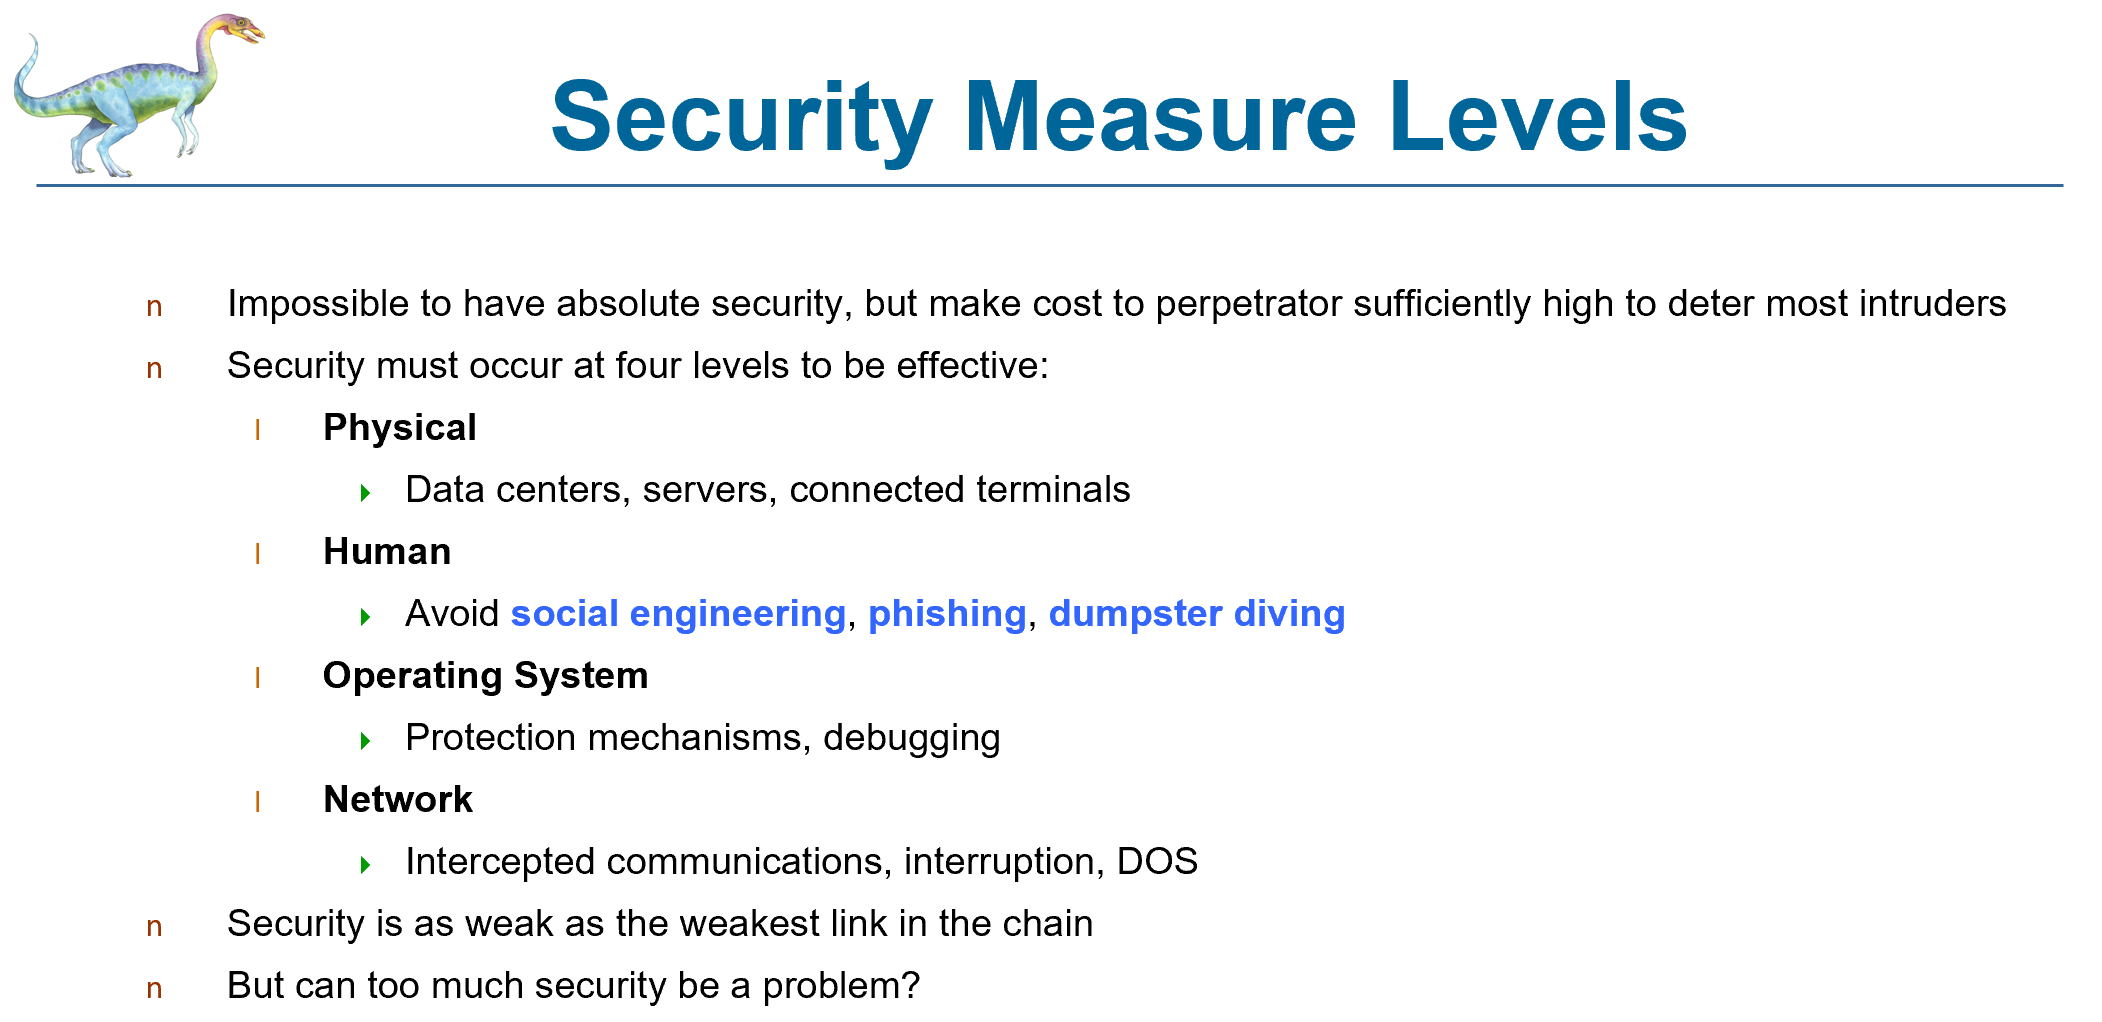 Security Measure Levels
n Impossible to have absolute security, but make cost to perpetrator sufficiently high to deter most intruders
n Security must occur at four levels to be effective:
l Physical
Data centers, servers, connected terminals
l Human
Avoid social engineering, phishing, dumpster diving
l Operating System
Protection mechanisms, debugging
l Network
Intercepted communications, interruption, DOS
n Security is as weak as the weakest link in the chain
n But can too much security be a problem?